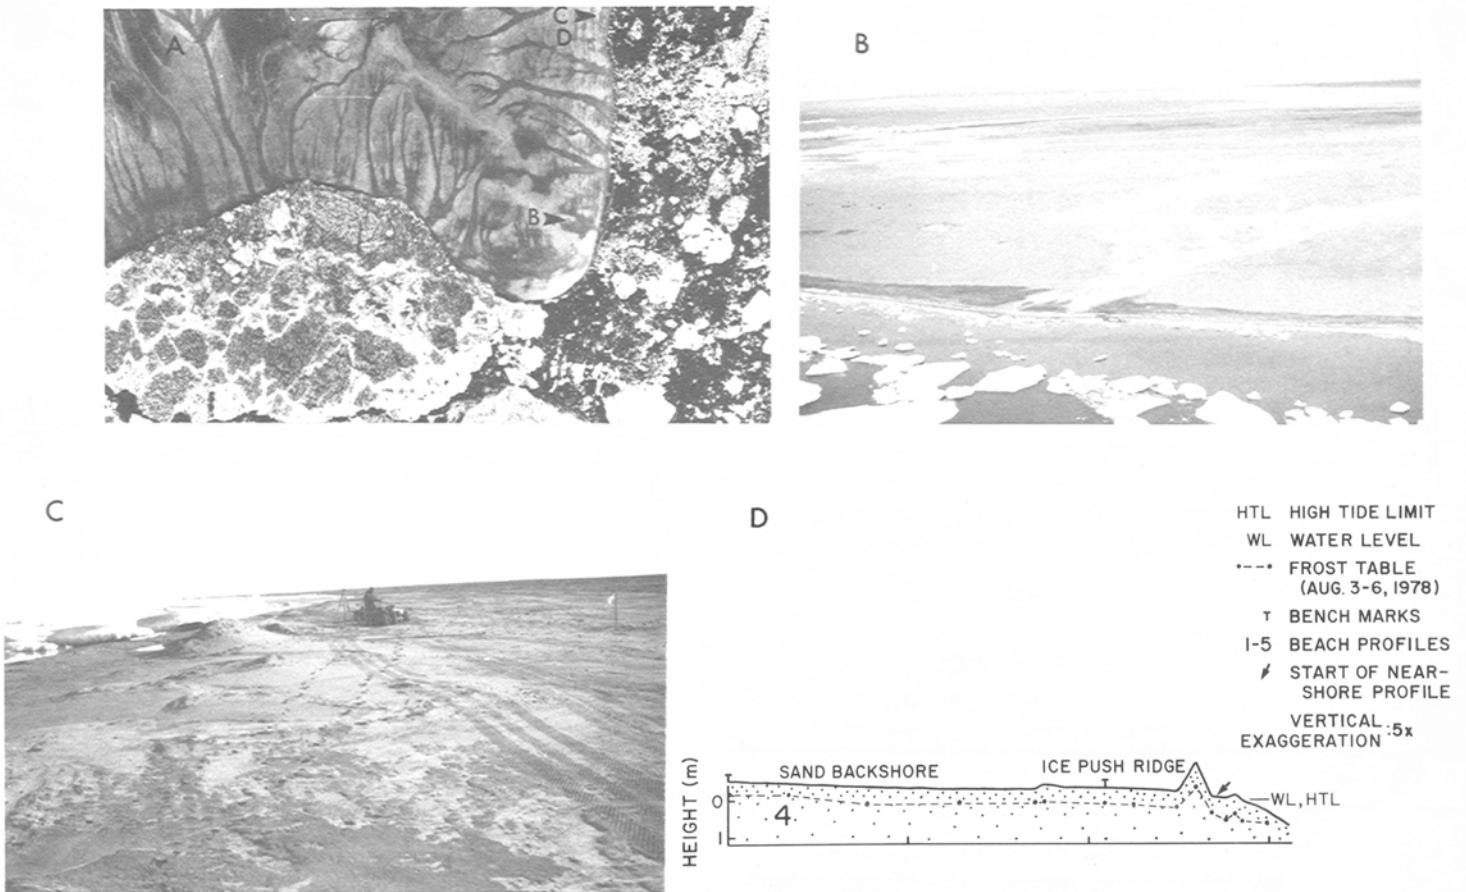 A
C
D
B
B
C
D
HTL HIGH TIDE LIMIT
WL WATER LEVEL
FROST TABLE
(AUG. 3-6, 1978)
T BENCH MARKS
1-5 BEACH PROFILES
START OF NEAR-
SHORE PROFILE
VERTICAL
EXAGGERATION :5x
HEIGHT (m)
SAND BACKSHORE
ICE PUSH RIDGE
WL, HTL
0
4
1